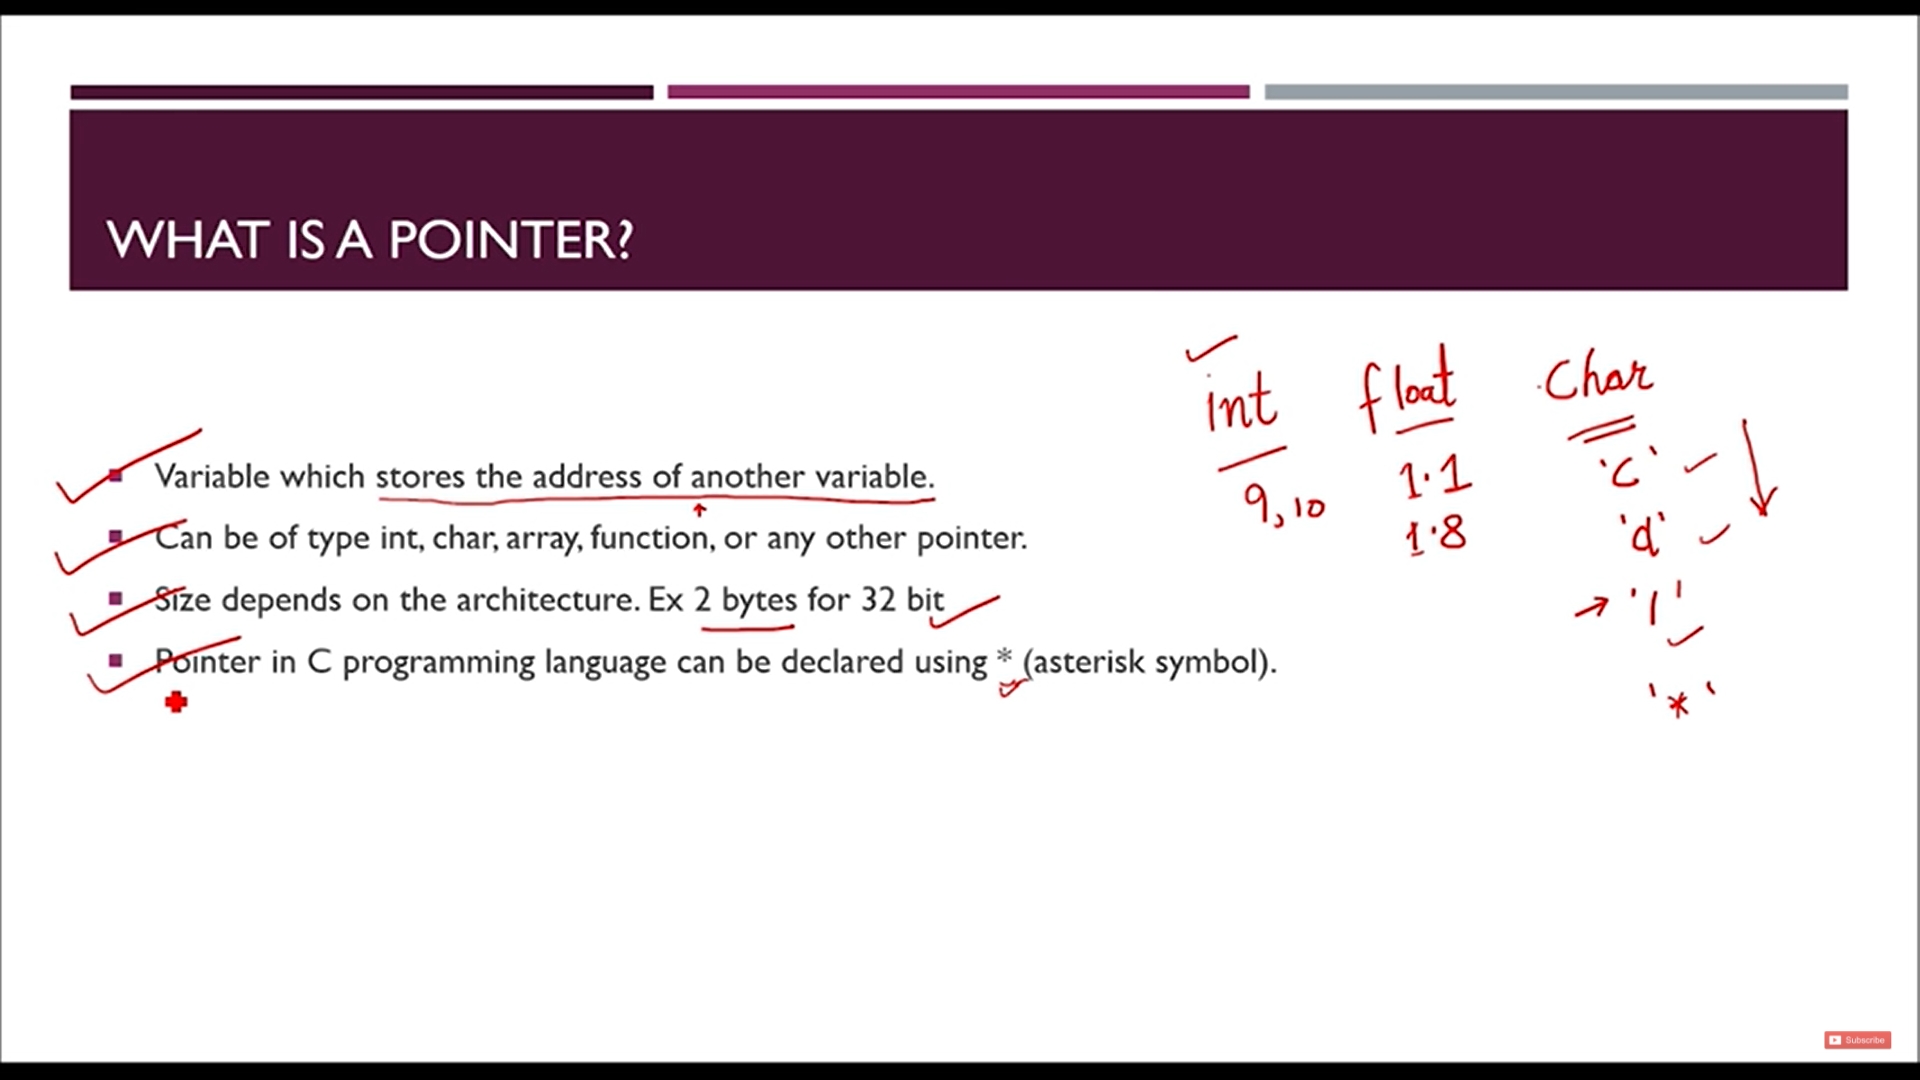 WHAT IS A POINTER?
int float Char
Variable which stores the address of another variable.
9,10 1.1 'C'
Can be of type int, char, array, function, or any other pointer.
1.8 'd'
Size depends on the architecture. Ex 2 bytes for 32 bit
'1'
Pointer in C programming language can be declared using * (asterisk symbol).
'*'
Subscribe